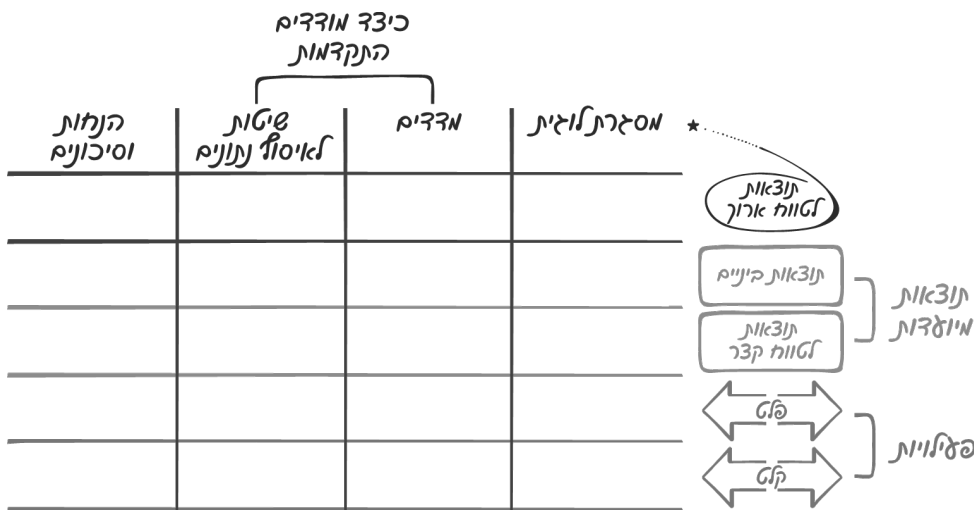 כיצד מודדים
התקדמות
מסגרת לוגית
מדדים
שיטות
לאיסוף נתונים
הנחות
וסיכונים
תוצאות
לטווח ארוך
תוצאות ביניים
תוצאות
לטווח קצר
תוצאות
מיועדות
פלט
קלט
פעילויות